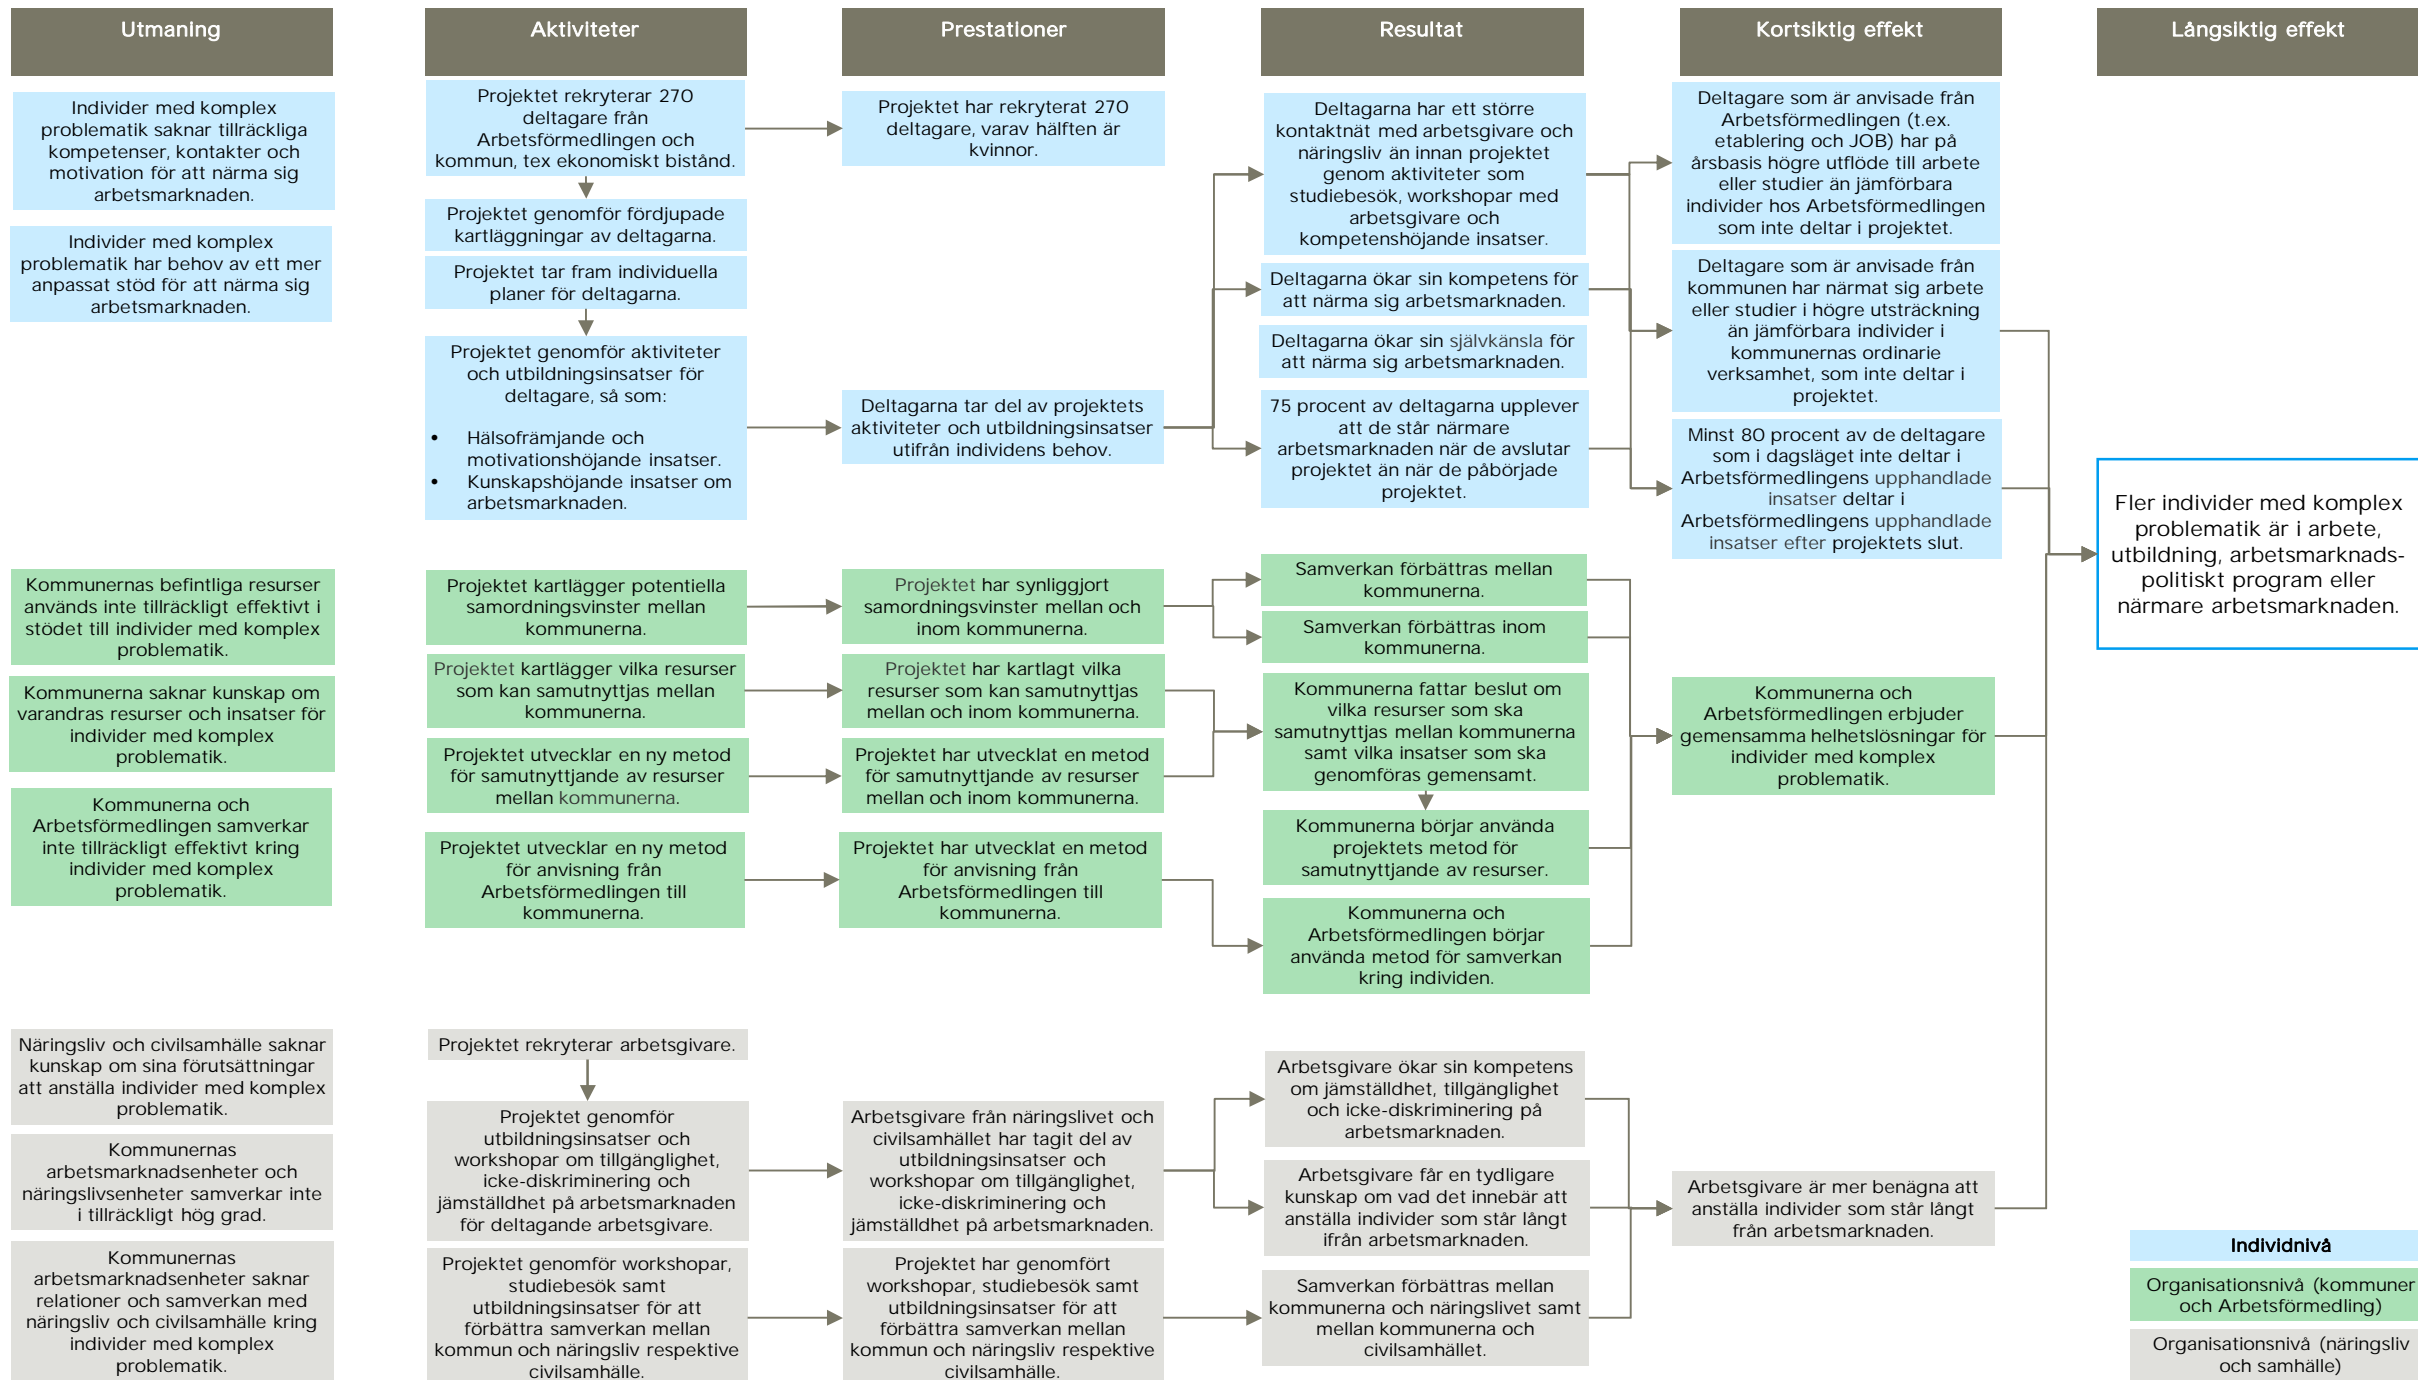 Utmaning
Aktiviteter
Prestationer
Resultat
Kortsiktig effekt
Långsiktig effekt
Individer med komplex
problematik saknar tillräckliga
kompetenser, kontakter och
motivation för att närma sig
arbetsmarknaden.
Individer med komplex
problematik har behov av ett mer
anpassat stöd för att närma sig
arbetsmarknaden.
Projektet rekryterar 270
deltagare från
Arbetsförmedlingen och
kommun, tex ekonomiskt bistånd.
Projektet genomför fördjupade
kartläggningar av deltagarna.
Projektet tar fram individuella
planer för deltagarna.
Projektet genomför aktiviteter
och utbildningsinsatser för
deltagare, så som:
• Hälsofrämjande och
motivationshöjande insatser.
• Kunskapshöjande insatser om
arbetsmarknaden.
Projektet har rekryterat 270
deltagare, varav hälften är
kvinnor.
Deltagarna tar del av projektets
aktiviteter och utbildningsinsatser
utifrån individens behov.
Deltagarna har ett större
kontaktnät med arbetsgivare och
näringsliv än innan projektet
genom aktiviteter som
studiebesök, workshopar med
arbetsgivare och
kompetenshöjande insatser.
Deltagarna ökar sin kompetens för
att närma sig arbetsmarknaden.
Deltagarna ökar sin självkänsla för
att närma sig arbetsmarknaden.
75 procent av deltagarna upplever
att de står närmare
arbetsmarknaden när de avslutar
projektet än när de påbörjade
projektet.
Deltagare som är anvisade från
Arbetsförmedlingen (t.ex.
etablering och JOB) har på
årsbasis högre utflöde till arbete
eller studier än jämförbara
individer hos Arbetsförmedlingen
som inte deltar i projektet.
Deltagare som är anvisade från
kommunen har närmat sig arbete
eller studier i högre utsträckning
än jämförbara individer i
kommunernas ordinarie
verksamhet, som inte deltar i
projektet.
Minst 80 procent av de deltagare
som i dagsläget inte deltar i
Arbetsförmedlingens upphandlade
insatser deltar i
Arbetsförmedlingens upphandlade
insatser efter projektets slut.
Fler individer med komplex
problematik är i arbete,
utbildning, arbetsmarknads-
politiskt program eller
närmare arbetsmarknaden.
Kommunernas befintliga resurser
används inte tillräckligt effektivt i
stödet till individer med komplex
problematik.
Kommunerna saknar kunskap om
varandras resurser och insatser för
individer med komplex
problematik.
Kommunerna och
Arbetsförmedlingen samverkar
inte tillräckligt effektivt kring
individer med komplex
problematik.
Projektet kartlägger potentiella
samordningsvinster mellan
kommunerna.
Projektet kartlägger vilka resurser
som kan samutnyttjas mellan
kommunerna.
Projektet utvecklar en ny metod
för samutnyttjande av resurser
mellan kommunerna.
Projektet utvecklar en ny metod
för anvisning från
Arbetsförmedlingen till
kommunerna.
Projektet har synliggjort
samordningsvinster mellan och
inom kommunerna.
Projektet har kartlagt vilka
resurser som kan samutnyttjas
mellan och inom kommunerna.
Projektet har utvecklat en metod
för samutnyttjande av resurser
mellan och inom kommunerna.
Projektet har utvecklat en metod
för anvisning från
Arbetsförmedlingen till
kommunerna.
Samverkan förbättras mellan
kommunerna.
Samverkan förbättras inom
kommunerna.
Kommunerna fattar beslut om
vilka resurser som ska
samutnyttjas mellan kommunerna
samt vilka insatser som ska
genomföras gemensamt.
Kommunerna börjar använda
projektets metod för
samutnyttjande av resurser.
Kommunerna och
Arbetsförmedlingen börjar
använda metod för samverkan
kring individen.
Kommunerna och
Arbetsförmedlingen erbjuder
gemensamma helhetslösningar för
individer med komplex
problematik.
Näringsliv och civilsamhälle saknar
kunskap om sina förutsättningar
att anställa individer med komplex
problematik.
Kommunernas
arbetsmarknadsenheter och
näringslivsenheter samverkar inte
i tillräckligt hög grad.
Kommunernas
arbetsmarknadsenheter saknar
relationer och samverkan med
näringsliv och civilsamhälle kring
individer med komplex
problematik.
Projektet rekryterar arbetsgivare.
Projektet genomför
utbildningsinsatser och
workshopar om tillgänglighet,
icke-diskriminering och
jämställdhet på arbetsmarknaden
för deltagande arbetsgivare.
Projektet genomför workshopar,
studiebesök samt
utbildningsinsatser för att
förbättra samverkan mellan
kommun och näringsliv respektive
civilsamhälle.
Arbetsgivare från näringslivet och
civilsamhället har tagit del av
utbildningsinsatser och
workshopar om tillgänglighet,
icke-diskriminering och
jämställdhet på arbetsmarknaden.
Projektet har genomfört
workshopar, studiebesök samt
utbildningsinsatser för att
förbättra samverkan mellan
kommun och näringsliv respektive
civilsamhälle.
Arbetsgivare ökar sin kompetens
om jämställdhet, tillgänglighet
och icke-diskriminering på
arbetsmarknaden.
Arbetsgivare får en tydligare
kunskap om vad det innebär att
anställa individer som står långt
ifrån arbetsmarknaden.
Samverkan förbättras mellan
kommunerna och näringslivet samt
mellan kommunerna och
civilsamhället.
Arbetsgivare är mer benägna att
anställa individer som står långt
från arbetsmarknaden.
Individnivå
Organisationsnivå (kommuner
och Arbetsförmedling)
Organisationsnivå (näringsliv
och samhälle)